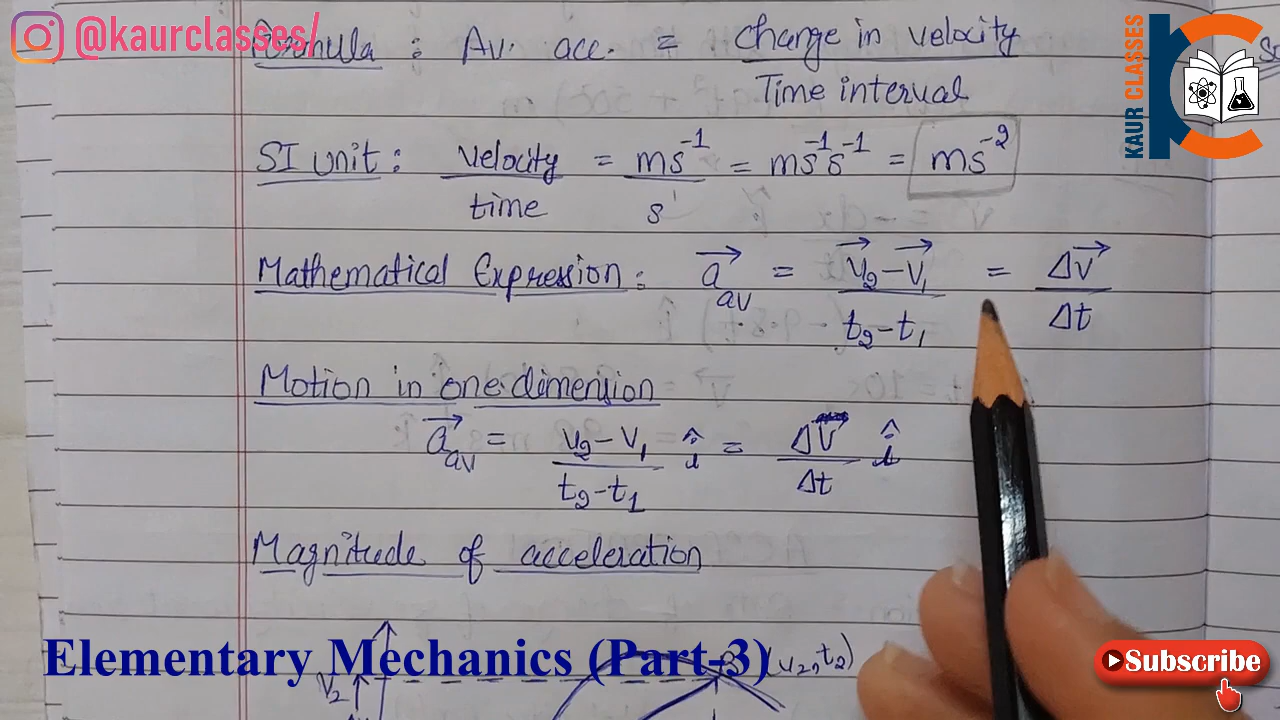 @kaurclasses/
KAUR CLASSES
Formula : Av. acc. = change in velocity / Time interval
SI unit : velocity / time = ms⁻¹ / s = ms⁻¹s⁻¹ = ms⁻²
Mathematical Expression : a⃗av = v⃗₂ - v⃗₁ / t₂ - t₁ = Δv⃗ / Δt
Motion in one dimension
a⃗av = v₂ - v₁ / t₂ - t₁ î = Δv / Δt î
Magnitude of acceleration
Elementary Mechanics (Part-3)
(v₂, t₂)
V₂
Subscribe